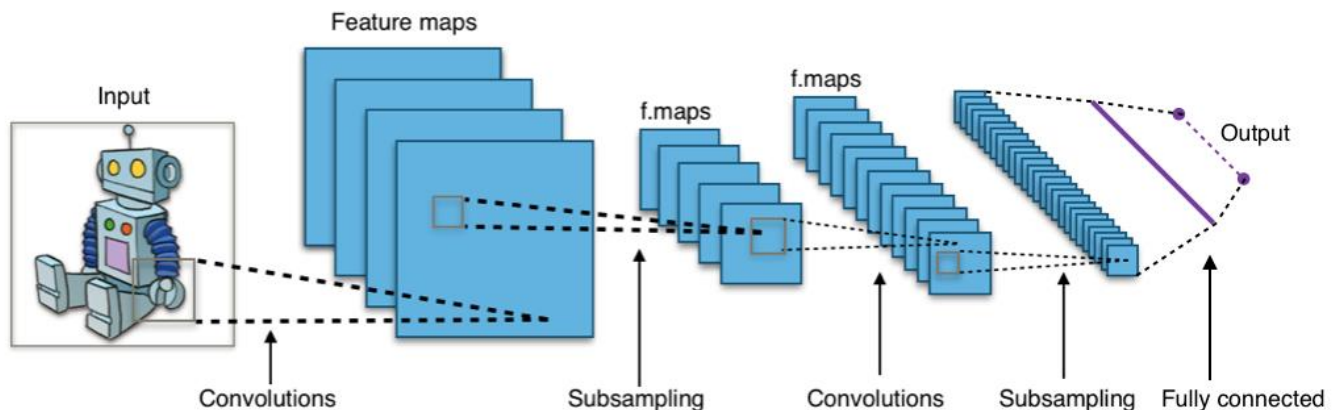 Feature maps
Input
f.maps
f.maps
Output
Convolutions
Subsampling
Convolutions
Subsampling
Fully connected